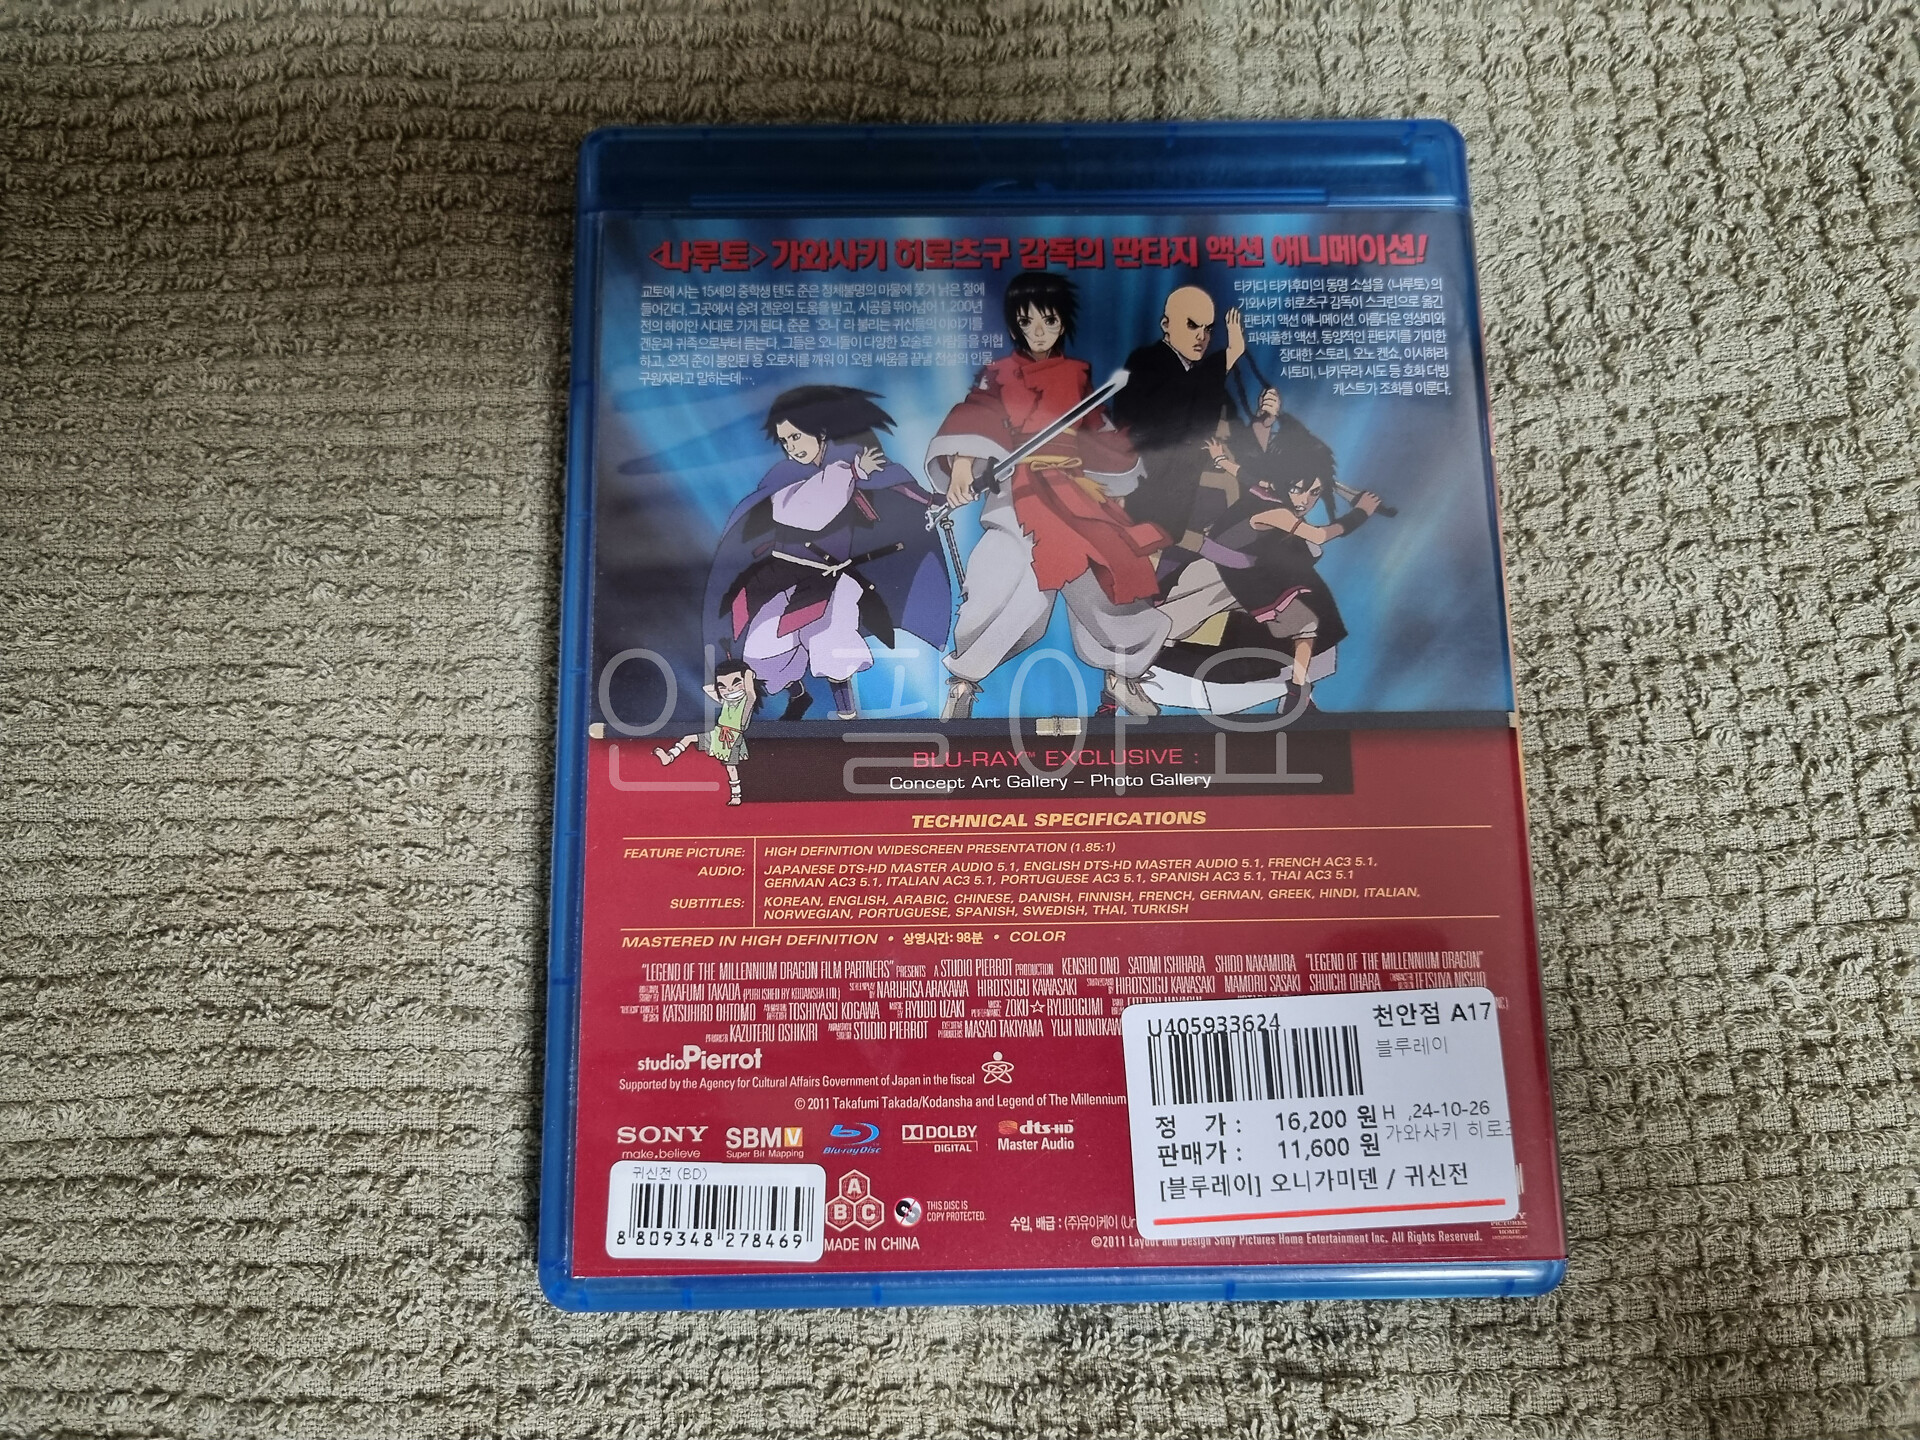 <나루토> 가와사키 히로츠구 감독의 판타지 액션 애니메이션!
교토에 사는 15세의 중학생 텐도 준은 정체불명의 마물에 쫓겨 낡은 절에
들어간다. 그곳에서 승려 겐운의 도움을 받고, 시공을 뛰어넘어 1,200년
전의 헤이안 시대로 가게 된다. 준은 '오니' 라 불리는 귀신들의 이야기를
겐운과 귀족으로부터 듣는다. 그들은 오니들이 다양한 요술로 사람들을 위협
하고, 오직 준이 봉인된 용 오로치를 깨워 이 오랜 싸움을 끝낼 전설의 인물,
구원자라고 말하는데….
타카다 타카후미의 동명 소설을 <나루토>의
가와사키 히로츠구 감독이 스크린으로 옮긴
판타지 액션 애니메이션. 아름다운 영상미와
파워풀한 액션, 동양적인 판타지를 가미한
장대한 스토리, 오노 켄쇼, 이시하라
사토미, 나카무라 시도 등 호화 더빙
캐스트가 조화를 이룬다.
안 팔아요
BLU-RAY™ EXCLUSIVE :
Concept Art Gallery – Photo Gallery
TECHNICAL SPECIFICATIONS
FEATURE PICTURE: HIGH DEFINITION WIDESCREEN PRESENTATION (1.85:1)
AUDIO: JAPANESE DTS-HD MASTER AUDIO 5.1, ENGLISH DTS-HD MASTER AUDIO 5.1, FRENCH AC3 5.1,
GERMAN AC3 5.1, ITALIAN AC3 5.1, PORTUGUESE AC3 5.1, SPANISH AC3 5.1, THAI AC3 5.1
SUBTITLES: KOREAN, ENGLISH, ARABIC, CHINESE, DANISH, FINNISH, FRENCH, GERMAN, GREEK, HINDI, ITALIAN,
NORWEGIAN, PORTUGUESE, SPANISH, SWEDISH, THAI, TURKISH
MASTERED IN HIGH DEFINITION • 상영시간: 98분 • COLOR
"LEGEND OF THE MILLENNIUM DRAGON FILM PARTNERS" PRESENTS A STUDIO PIERROT PRODUCTION KENSHO ONO SATOMI ISHIHARA SHIDO NAKAMURA "LEGEND OF THE MILLENNIUM DRAGON"
TAKAFUMI TAKADA (PUBLISHED BY KODANSHA LTD.) NARUHISA ARAKAWA HIROTSUGU KAWASAKI HIROTSUGU KAWASAKI MAMORU SASAKI SHUICHI OHARA TETSUYA NISHIO
KATSUHIRO OHTOMO TOSHIYASU KOGAWA MUSIC BY RYUDO UZAKI ZOKU☆RYUDOGUMI
KAZUTERU OSHIKIRI STUDIO PIERROT MASAO TAKIYAMA YUJI NUNOKAWA
studioPierrot
Supported by the Agency for Cultural Affairs Government of Japan in the fiscal
© 2011 Takafumi Takada/Kodansha and Legend of The Millennium
SONY
make.believe
SBMV
Super Bit Mapping
Blu-ray Disc
DOLBY
DIGITAL
dts-HD
Master Audio
귀신전 (BD)
8 809348 278469
A
B C
THIS DISC IS
COPY PROTECTED.
MADE IN CHINA
수입, 배급 : (주)유이케이
©2011 Layout and Design Sony Pictures Home Entertainment Inc. All Rights Reserved.
U405933624
천안점 A17
블루레이
정 가 : 16,200 원
H ,24-10-26
판매가 : 11,600 원
가와사키 히로
[블루레이] 오니가미덴 / 귀신전
PICTURES
HOME